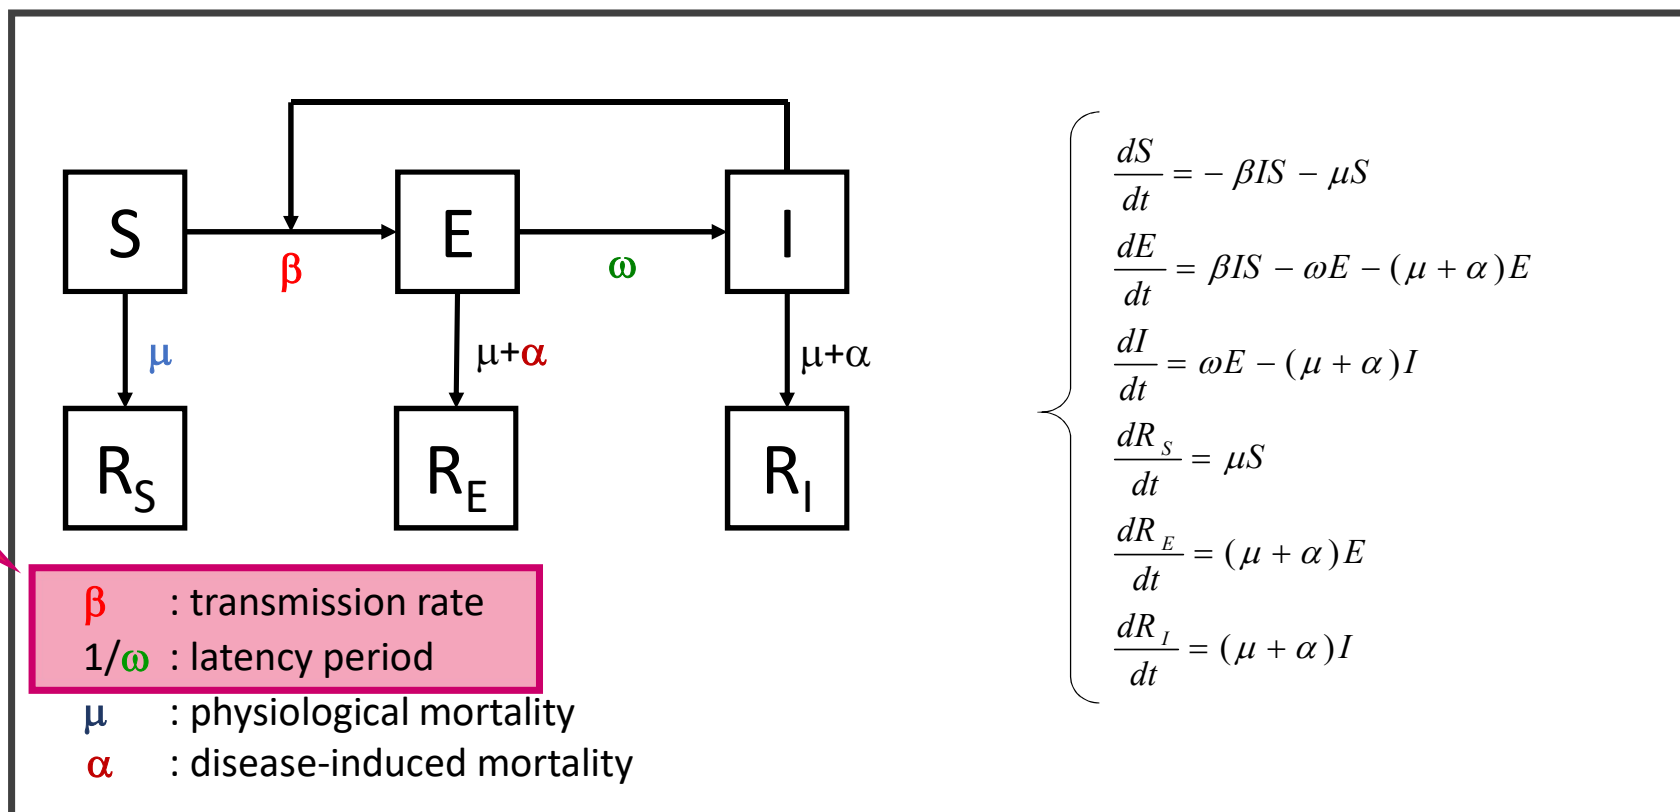 S
β
E
ω
I
μ
μ+α
μ+α
R_S
R_E
R_I
β : transmission rate
1/ω : latency period
μ : physiological mortality
α : disease-induced mortality
dS/dt = − βIS − μS
dE/dt = βIS − ωE − (μ + α)E
dI/dt = ωE − (μ + α)I
dR_S/dt = μS
dR_E/dt = (μ + α)E
dR_I/dt = (μ + α)I